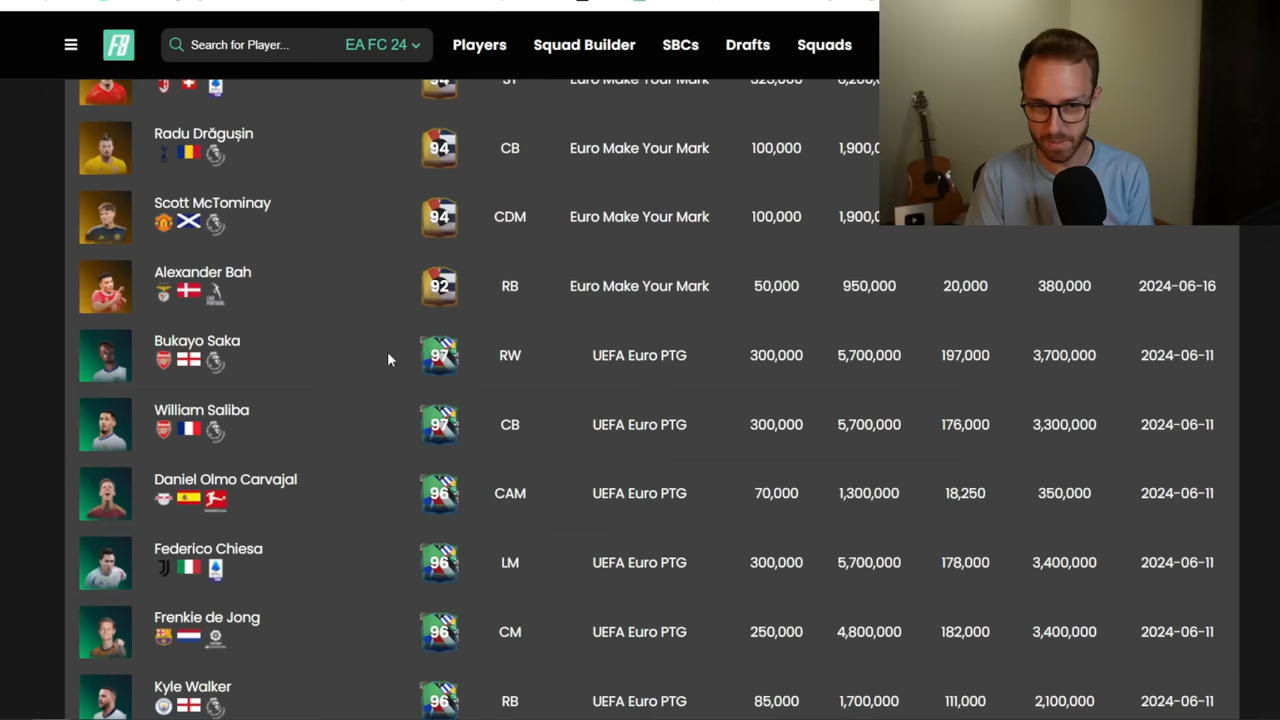 FB Search for Player... EA FC 24 Players Squad Builder SBCs Drafts Squads
Radu Drăgușin 94 CB Euro Make Your Mark 100,000
Scott McTominay 94 CDM Euro Make Your Mark 100,000
Alexander Bah 92 RB Euro Make Your Mark 50,000 950,000 20,000 380,000 2024-06-16
Bukayo Saka 97 RW UEFA Euro PTG 300,000 5,700,000 197,000 3,700,000 2024-06-11
William Saliba 97 CB UEFA Euro PTG 300,000 5,700,000 176,000 3,300,000 2024-06-11
Daniel Olmo Carvajal 96 CAM UEFA Euro PTG 70,000 1,300,000 18,250 350,000 2024-06-11
Federico Chiesa 96 LM UEFA Euro PTG 300,000 5,700,000 178,000 3,400,000 2024-06-11
Frenkie de Jong 96 CM UEFA Euro PTG 250,000 4,800,000 182,000 3,400,000 2024-06-11
Kyle Walker 96 RB UEFA Euro PTG 85,000 1,700,000 111,000 2,100,000 2024-06-11